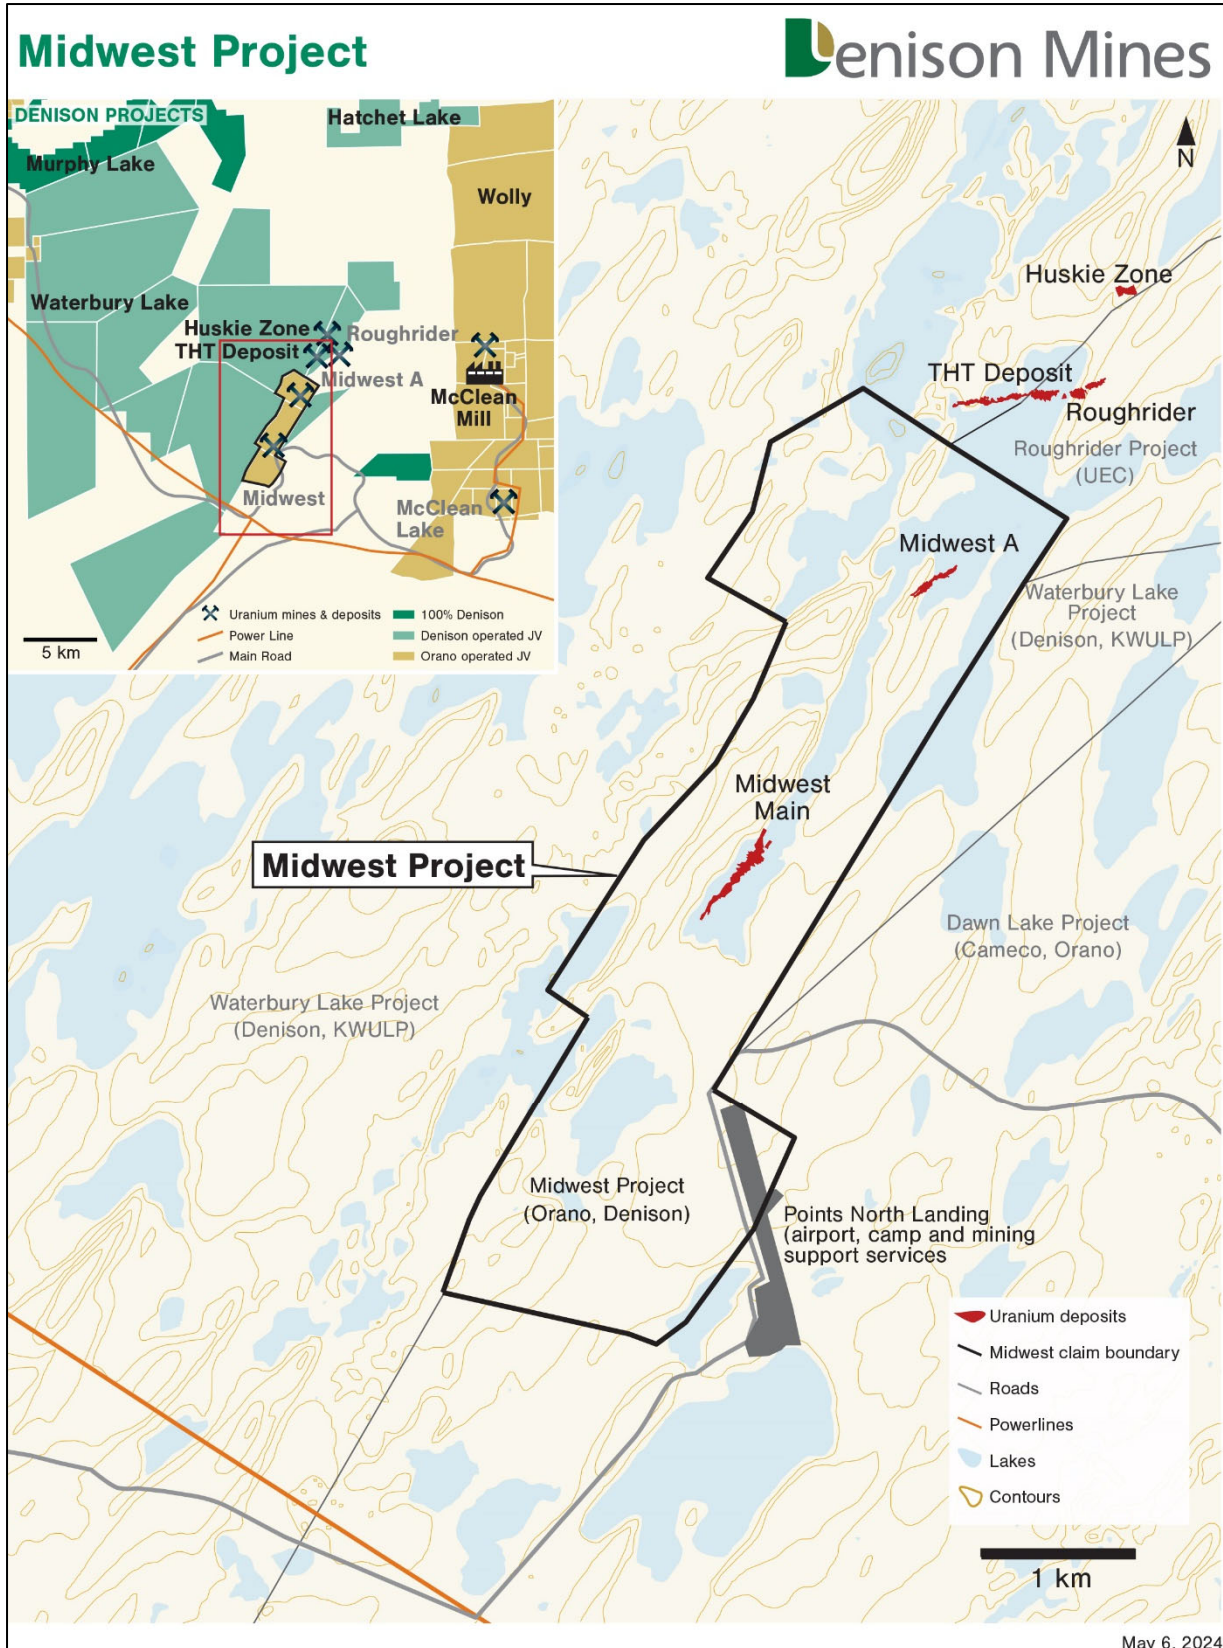 Midwest Project
Denison Mines
DENISON PROJECTS
Hatchet Lake
Murphy Lake
Wolly
Waterbury Lake
Huskie Zone
Roughrider
THT Deposit
Midwest A
McClean
Mill
Midwest
McClean
Lake
Uranium mines & deposits
100% Denison
Power Line
Denison operated JV
Main Road
Orano operated JV
5 km
N
Huskie Zone
THT Deposit
Roughrider
Roughrider Project
(UEC)
Midwest A
Waterbury Lake
Project
(Denison, KWULP)
Midwest
Main
Midwest Project
Dawn Lake Project
(Cameco, Orano)
Waterbury Lake Project
(Denison, KWULP)
Midwest Project
(Orano, Denison)
Points North Landing
(airport, camp and mining
support services
Uranium deposits
Midwest claim boundary
Roads
Powerlines
Lakes
Contours
1 km
May 6, 2024